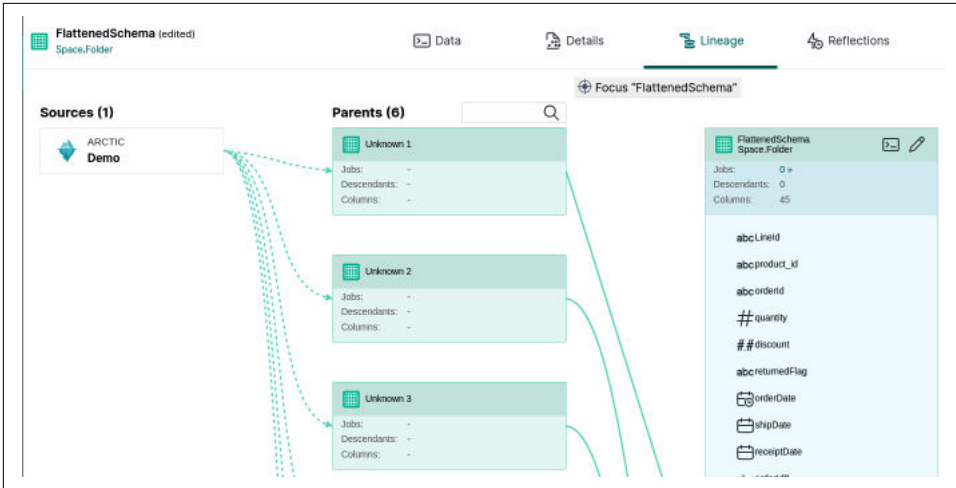 FlattenedSchema (edited)
Space.Folder
Data
Details
Lineage
Reflections
Focus "FlattenedSchema"
Sources (1)
ARCTIC
Demo
Parents (6)
Unknown 1
Jobs: -
Descendants: -
Columns: -
Unknown 2
Jobs: -
Descendants: -
Columns: -
Unknown 3
Jobs: -
Descendants: -
Columns: -
FlattenedSchema
Space.Folder
Jobs: 0 »
Descendants: 0
Columns: 45
abc LineId
abc product_id
abc orderId
# quantity
## discount
abc returnedFlag
orderDate
shipDate
receiptDate